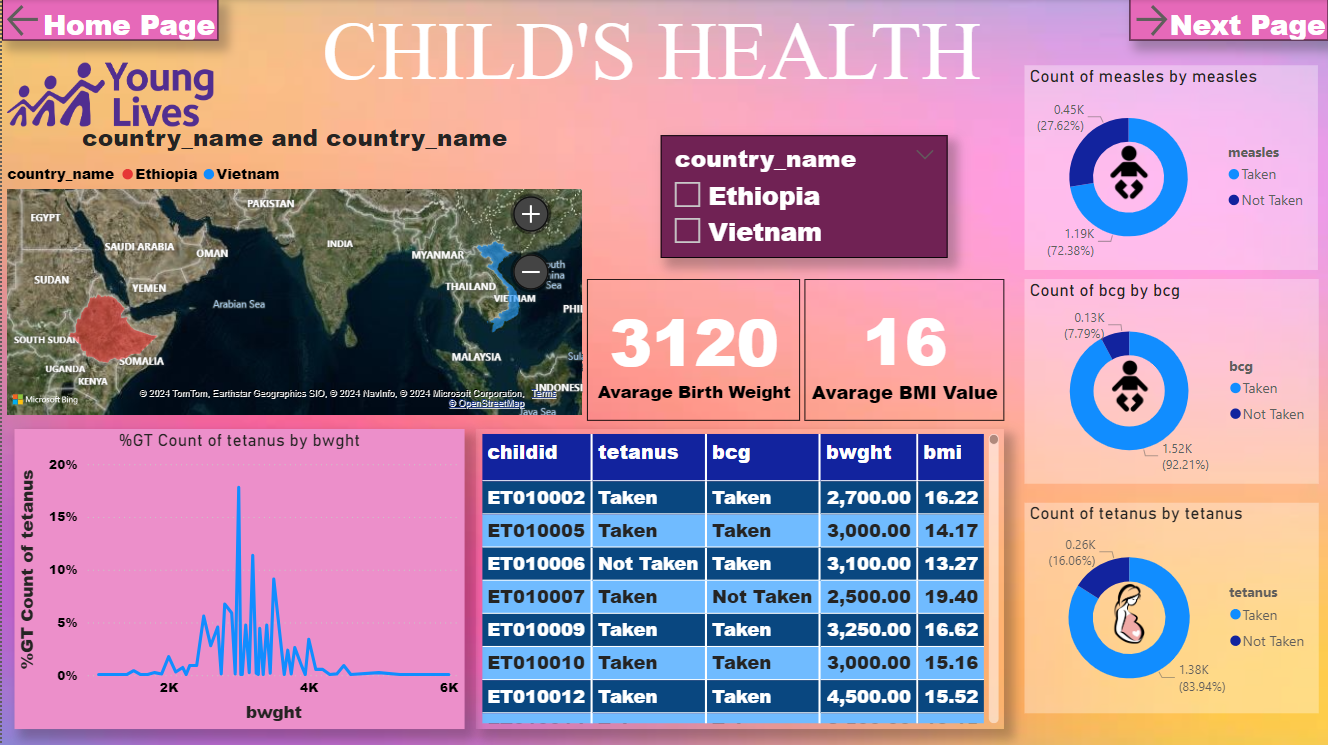 Home Page
CHILD'S HEALTH
Next Page
Young
Lives
country_name and country_name
country_name Ethiopia Vietnam
EGYPT
SAUDI ARABIA
OMAN
PAKISTAN
INDIA
MYANMAR
SUDAN
YEMEN
Arabian Sea
THAILAND
VIETNAM
outh
ina
Sea
PHI
SOUTH SUDAN
SOMALIA
UGANDA
KENYA
MALAYSIA
Sul
INDONES
Java Sea
Microsoft Bing
© 2024 TomTom, Earthstar Geographics SIO, © 2024 NavInfo, © 2024 Microsoft Corporation, Terms
© OpenStreetMap
country_name
Ethiopia
Vietnam
3120
Avarage Birth Weight
16
Avarage BMI Value
Count of measles by measles
0.45K
(27.62%)
1.19K
(72.38%)
measles
Taken
Not Taken
Count of bcg by bcg
0.13K
(7.79%)
1.52K
(92.21%)
bcg
Taken
Not Taken
Count of tetanus by tetanus
0.26K
(16.06%)
1.38K
(83.94%)
tetanus
Taken
Not Taken
%GT Count of tetanus by bwght
%GT Count of tetanus
20%
15%
10%
5%
0%
2K 4K 6K
bwght
childid tetanus bcg bwght bmi
ET010002 Taken Taken 2,700.00 16.22
ET010005 Taken Taken 3,000.00 14.17
ET010006 Not Taken Taken 3,100.00 13.27
ET010007 Taken Not Taken 2,500.00 19.40
ET010009 Taken Taken 3,250.00 16.62
ET010010 Taken Taken 3,000.00 15.16
ET010012 Taken Taken 4,500.00 15.52